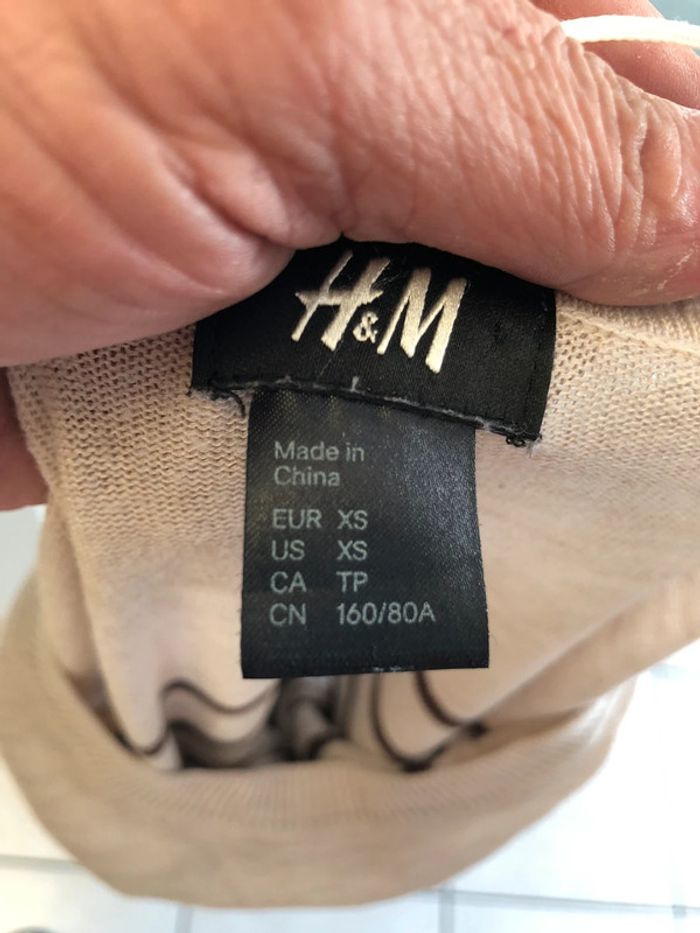 H&M
Made in
China
EUR XS
US XS
CA TP
CN 160/80A